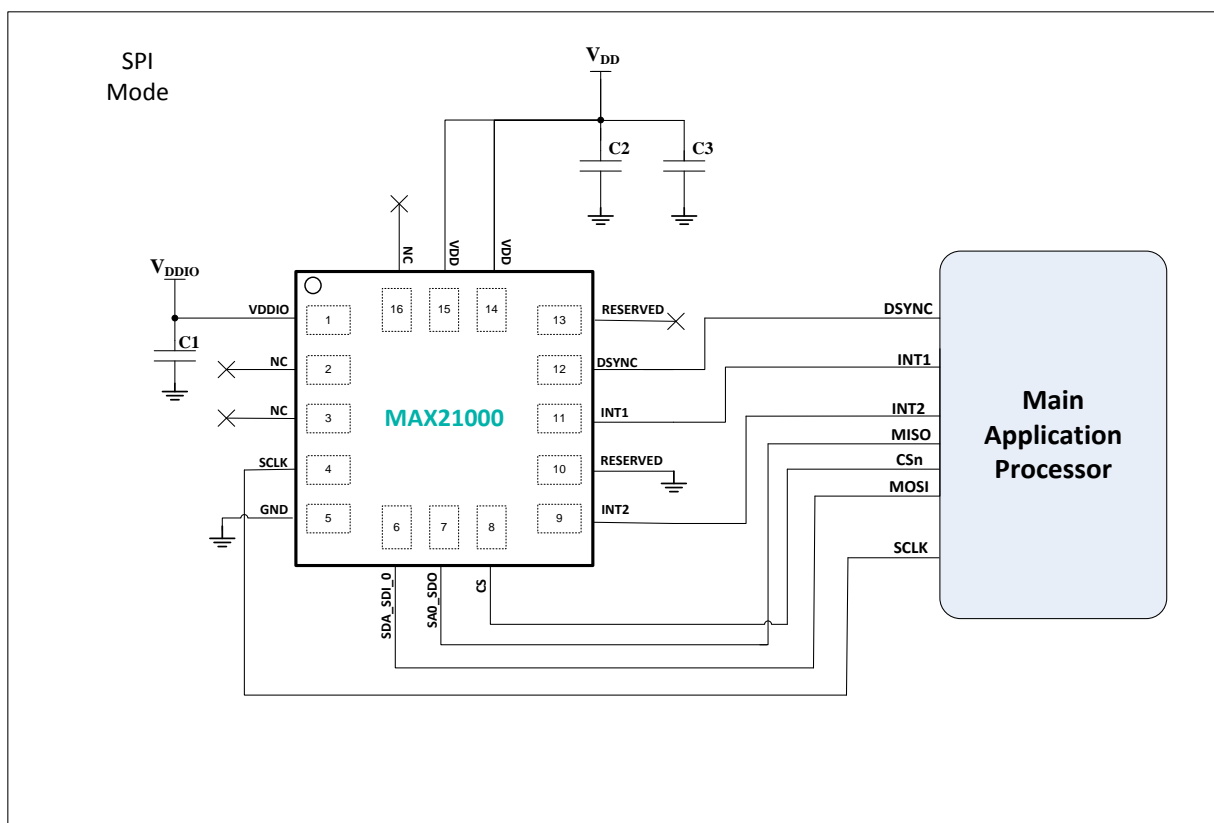 SPI
Mode
VDD
C2
C3
NC
VDD
VDD
VDDIO
VDDIO
C1
NC
NC
SCLK
GND
1
2
3
4
5
16
15
14
13
12
11
10
9
6
7
8
MAX21000
RESERVED
DSYNC
INT1
RESERVED
INT2
SDA_SDI_0
SA0_SDO
CS
DSYNC
INT1
INT2
MISO
CSn
MOSI
SCLK
Main
Application
Processor